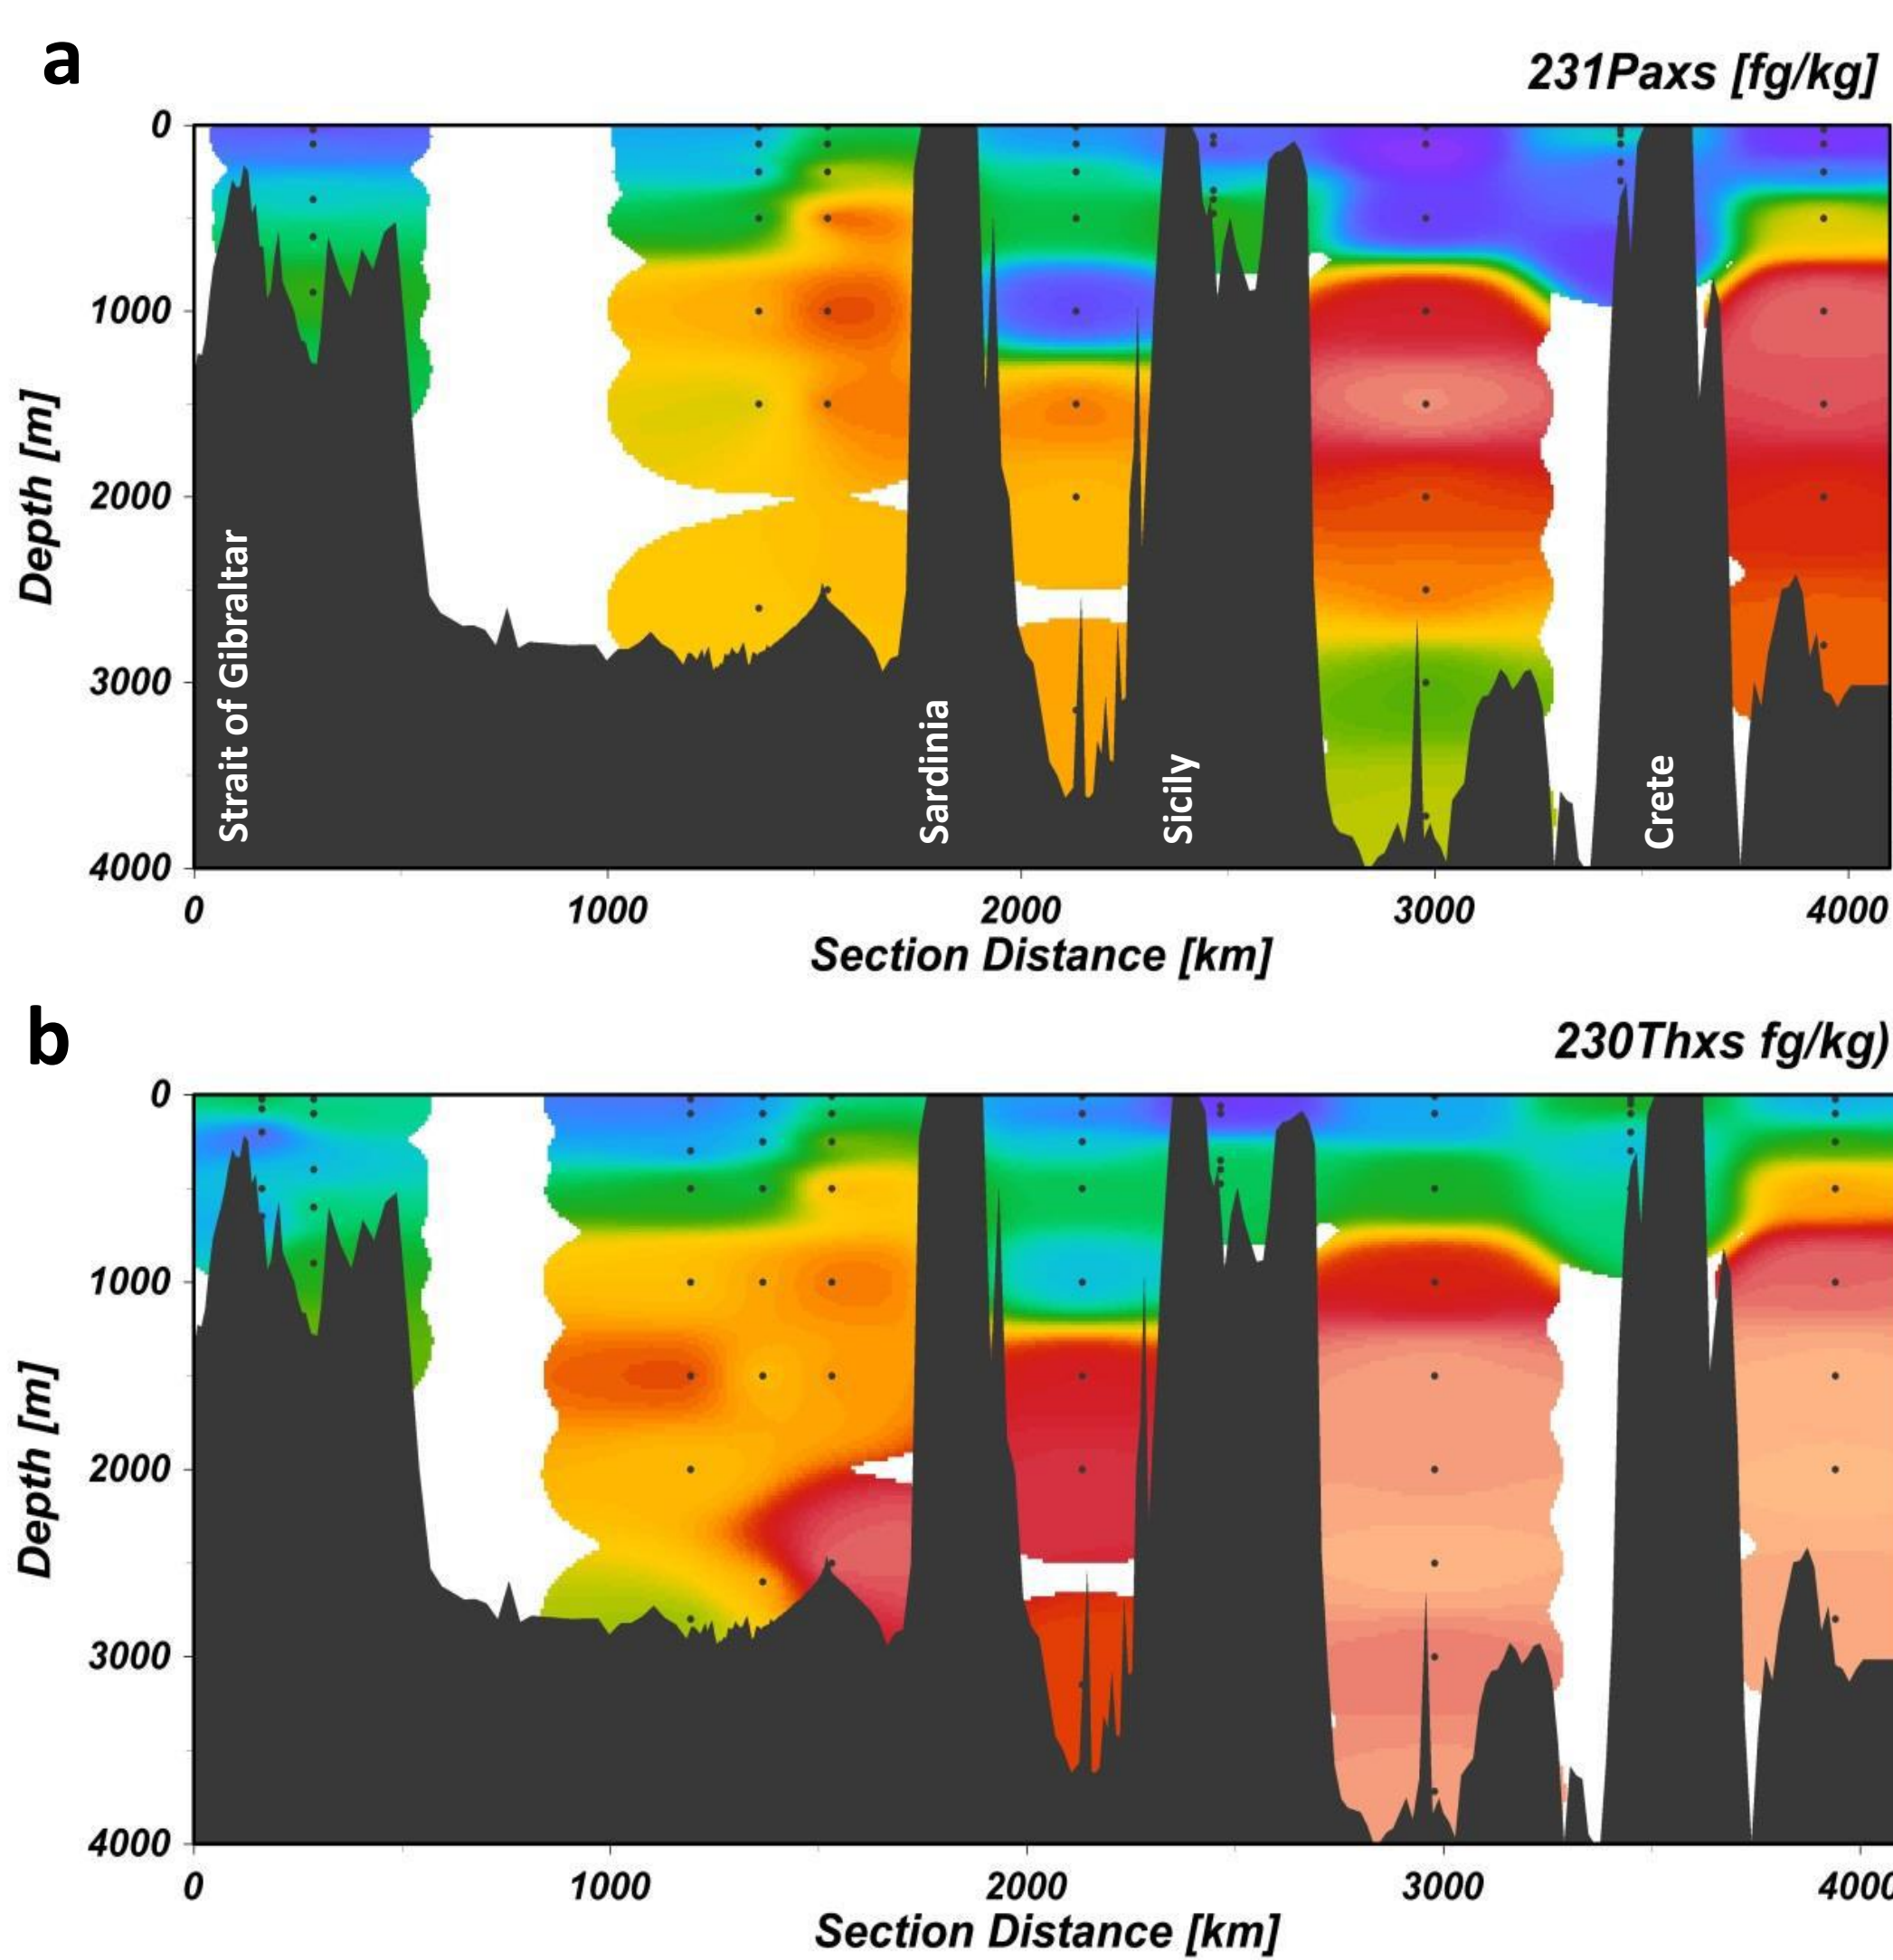 a
231Paxs [fg/kg]
0
1000
2000
3000
4000
Depth [m]
Strait of Gibraltar
Sardinia
Sicily
Crete
0 1000 2000 3000 4000
Section Distance [km]
b
230Thxs fg/kg)
0
1000
2000
3000
4000
Depth [m]
0 1000 2000 3000 4000
Section Distance [km]